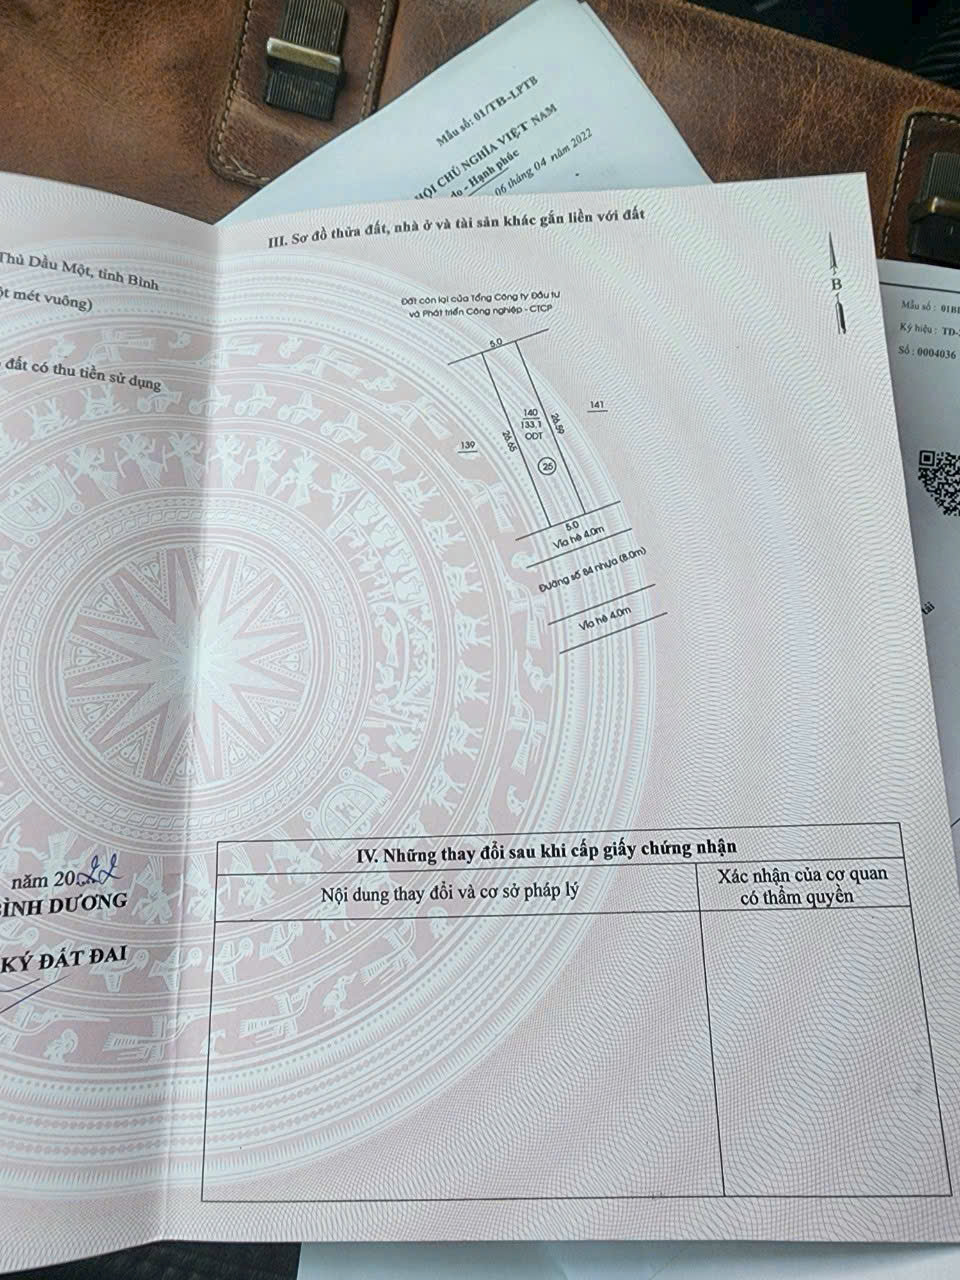 Mẫu số: 01/TB-LPTB
HỘI CHỦ NGHĨA VIỆT NAM
do - Hạnh phúc
06 tháng 04 năm 2022
Thủ Dầu Một, tỉnh Bình
ột mét vuông)
đất có thu tiền sử dụng
năm 2022
BÌNH DƯƠNG
KÝ ĐẤT ĐAI
III. Sơ đồ thửa đất, nhà ở và tài sản khác gắn liền với đất
Đất còn lại của Tổng Công ty Đầu tư
và Phát triển Công nghiệp - CTCP
B
5.0
141
140
133.1
ODT
139
26.65
26.59
5.0
Vỉa hè 4.0m
Đường số 84 nhựa (8.0m)
Vỉa hè 4.0m
IV. Những thay đổi sau khi cấp giấy chứng nhận
Nội dung thay đổi và cơ sở pháp lý
Xác nhận của cơ quan
có thẩm quyền
Mẫu số : 01B
Ký hiệu : TD-
Số : 0004036